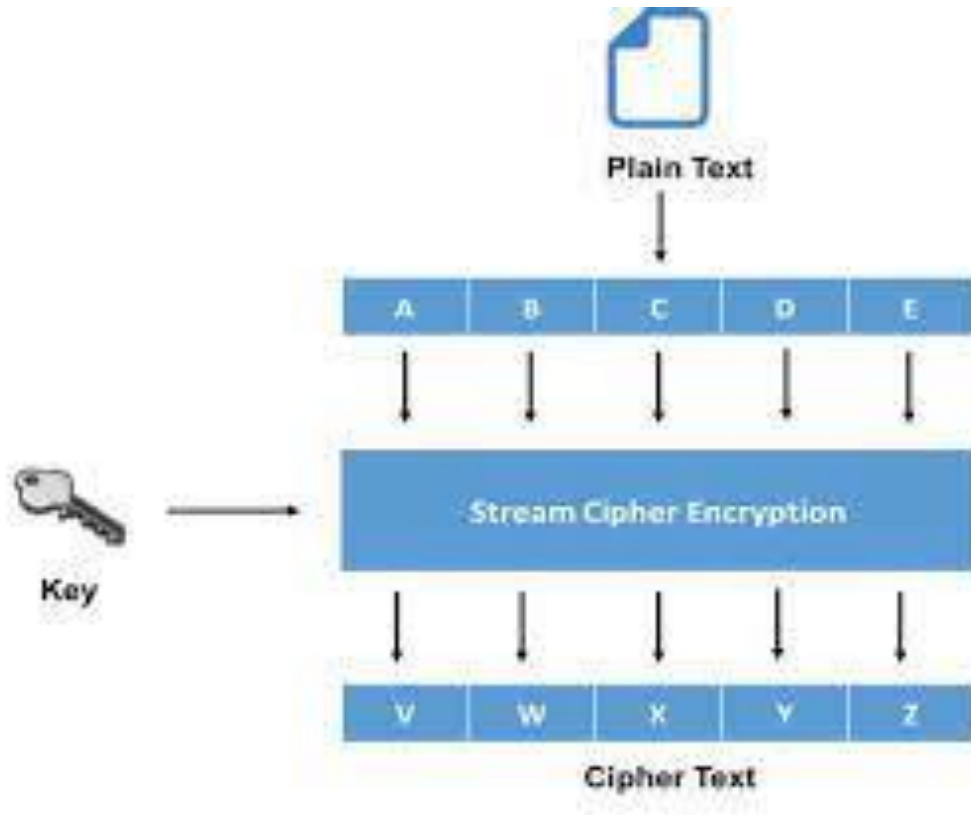 Plain Text
A B C D E
Stream Cipher Encryption
Key
V W X Y Z
Cipher Text